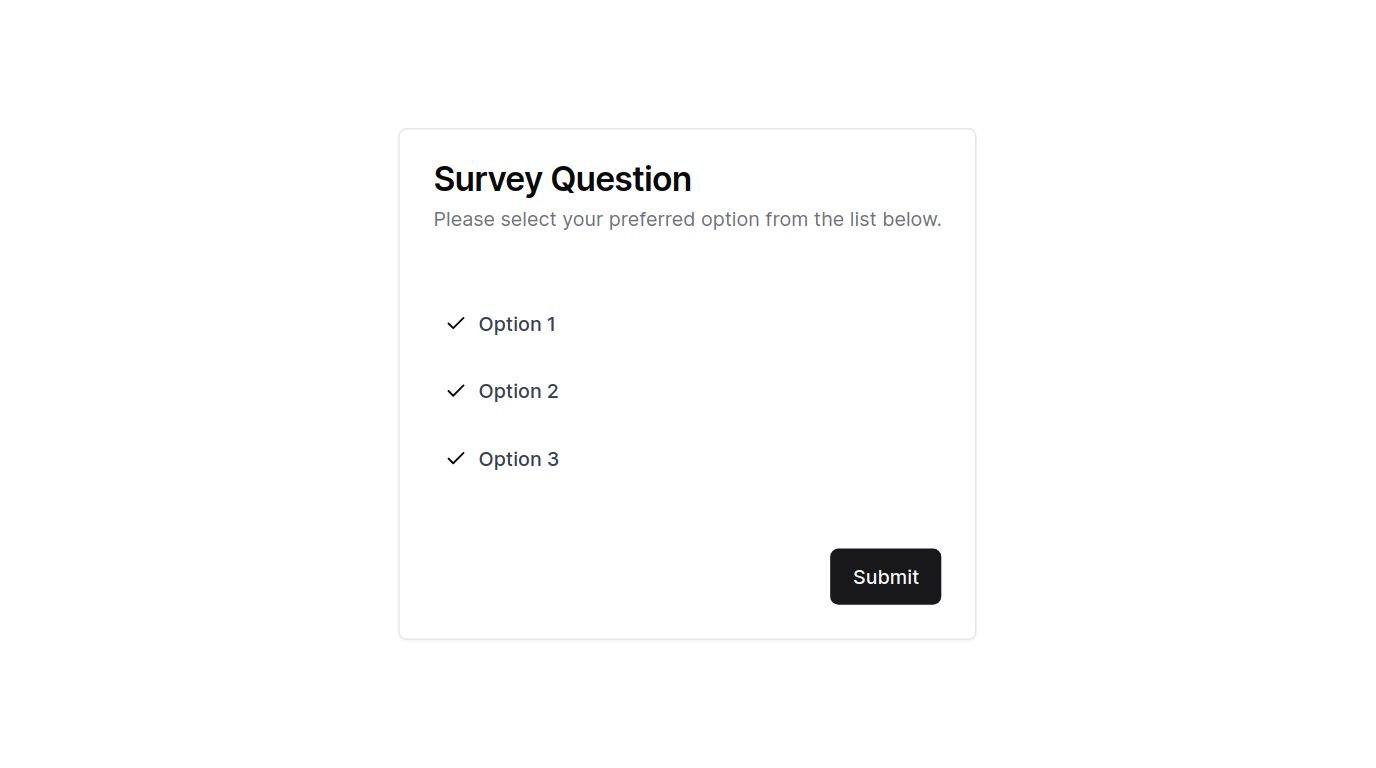 Survey Question
Please select your preferred option from the list below.
Option 1
Option 2
Option 3
Submit